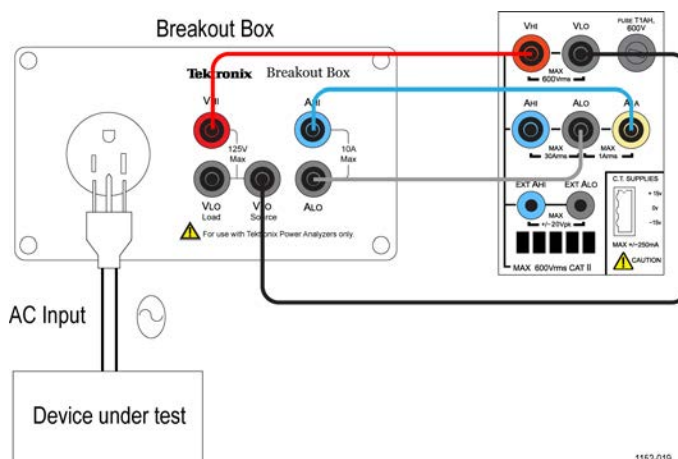 Breakout Box
Tektronix Breakout Box
VHI
AHI
125V
Max
10A
Max
VLO
Load
VLO
Source
ALO
For use with Tektronix Power Analyzers only.
AC Input
Device under test
VHI
VLO
FUSE T1AH,
600V
MAX
600Vrms
AHI
ALO
A1A
MAX
30Arms
MAX
1Arms
EXT AHI
EXT ALO
MAX
+/-20Vpk
MAX 600Vrms CAT II
C.T. SUPPLIES
+ 15v
0v
-15v
MAX +/-250mA
CAUTION
1152-019